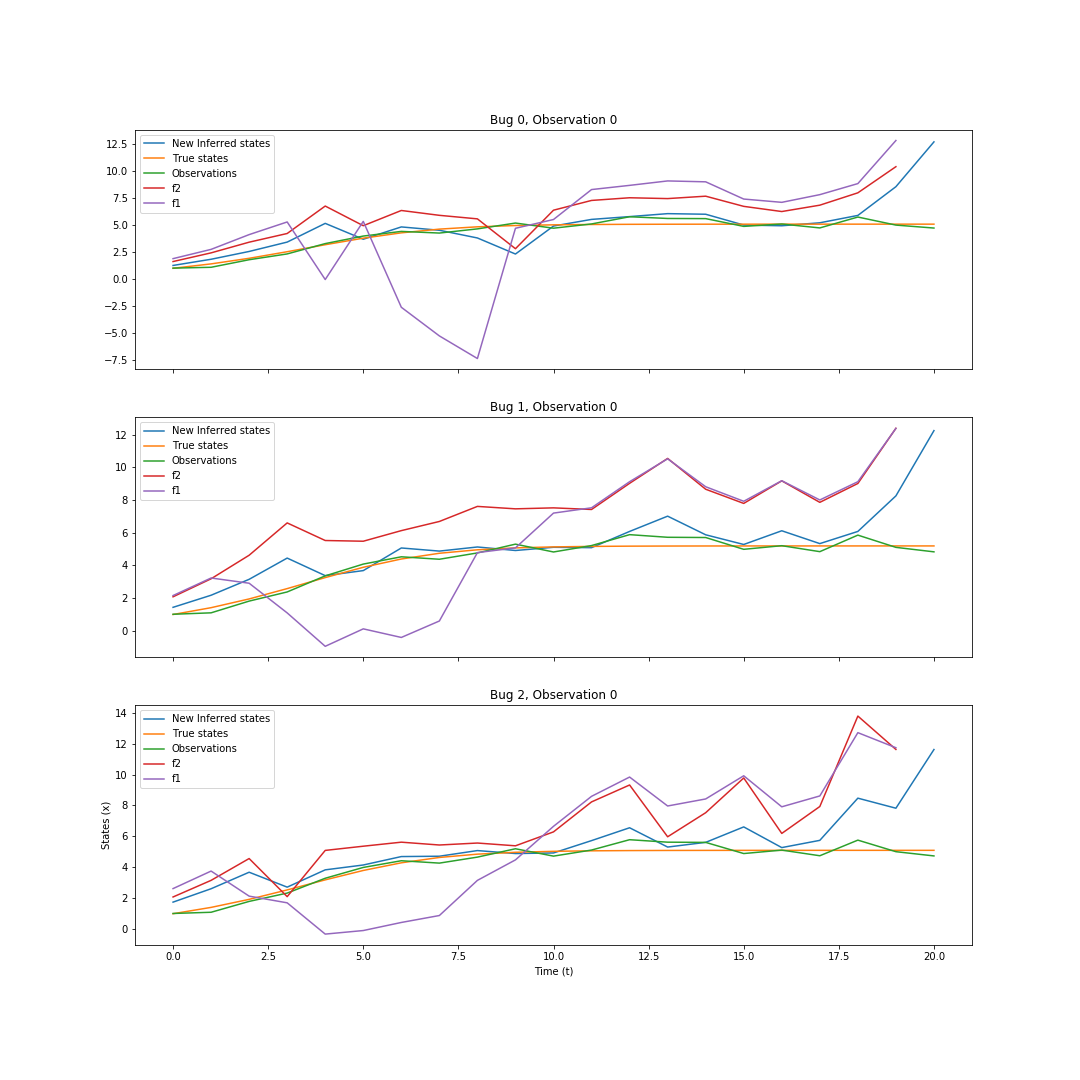 Bug 0, Observation 0
12.5
10.0
7.5
5.0
2.5
0.0
−2.5
−5.0
−7.5
New Inferred states
True states
Observations
f2
f1
Bug 1, Observation 0
12
10
8
6
4
2
0
New Inferred states
True states
Observations
f2
f1
Bug 2, Observation 0
14
12
10
8
6
4
2
0
States (x)
New Inferred states
True states
Observations
f2
f1
0.0 2.5 5.0 7.5 10.0 12.5 15.0 17.5 20.0
Time (t)